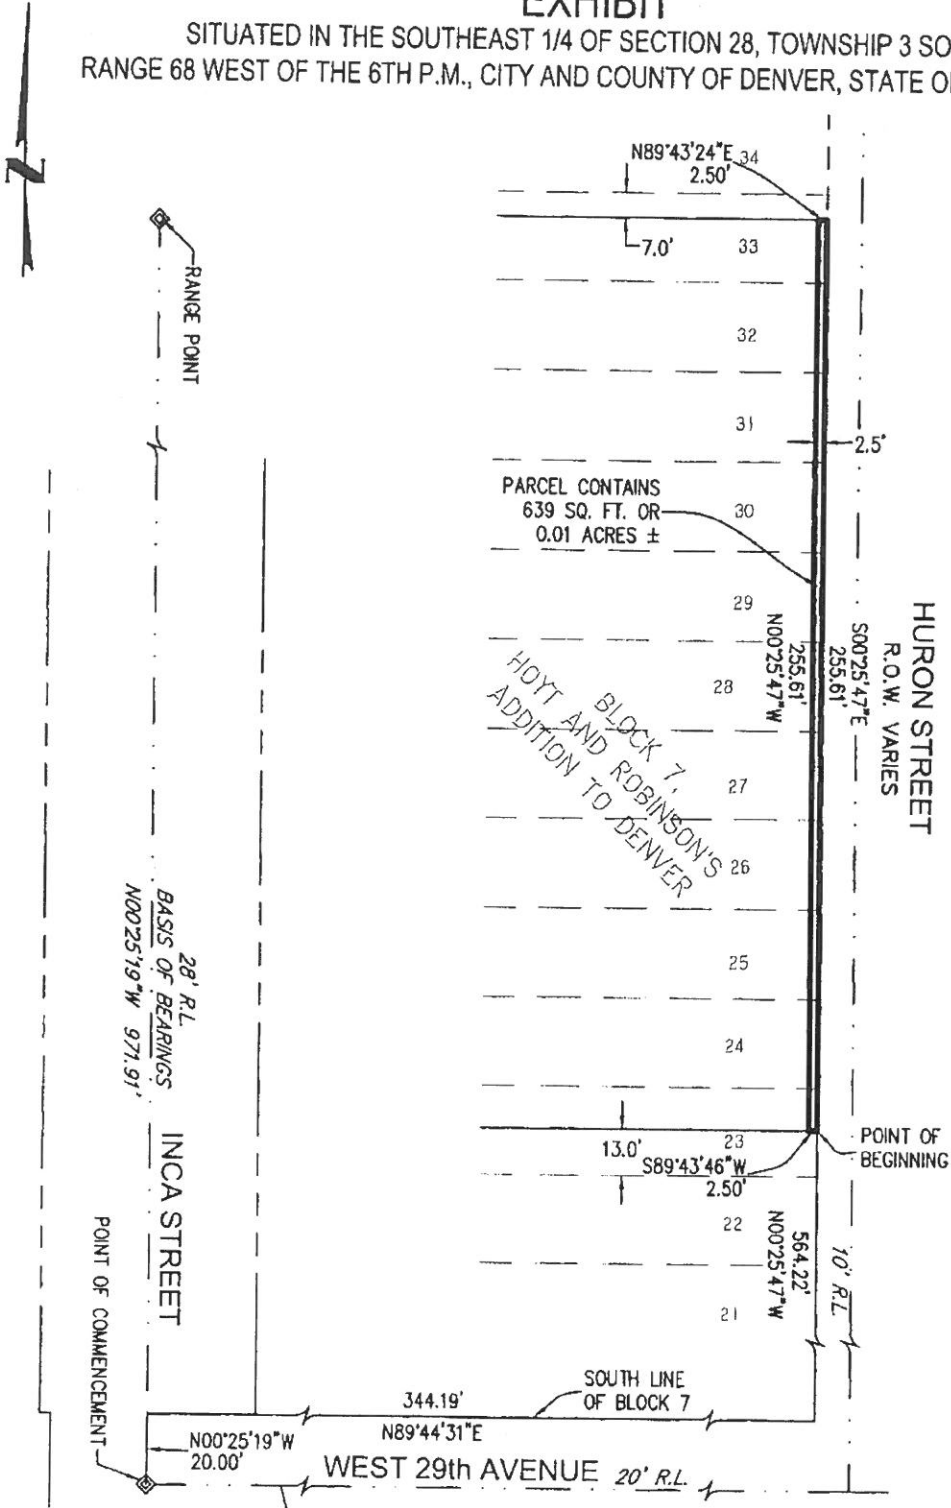 EXHIBIT
SITUATED IN THE SOUTHEAST 1/4 OF SECTION 28, TOWNSHIP 3 SO
RANGE 68 WEST OF THE 6TH P.M., CITY AND COUNTY OF DENVER, STATE O
N
N89°43'24"E
2.50'
34
7.0'
33
RANGE POINT
32
31
2.5'
PARCEL CONTAINS
639 SQ. FT. OR
0.01 ACRES ±
30
29
HURON STREET
R.O.W. VARIES
S00°25'47"E
255.61'
255.61'
N00°25'47"W
28
BLOCK 7,
HOYT AND ROBINSON'S
ADDITION TO DENVER
27
26
25
28' R.L.
BASIS OF BEARINGS
N00°25'19"W 971.91'
24
23
13.0'
S89°43'46"W
2.50'
POINT OF
BEGINNING
INCA STREET
22
10' R.L.
564.22'
N00°25'47"W
21
POINT OF COMMENCEMENT
SOUTH LINE
OF BLOCK 7
344.19'
N89°44'31"E
N00°25'19"W
20.00'
WEST 29th AVENUE 20' R.L.